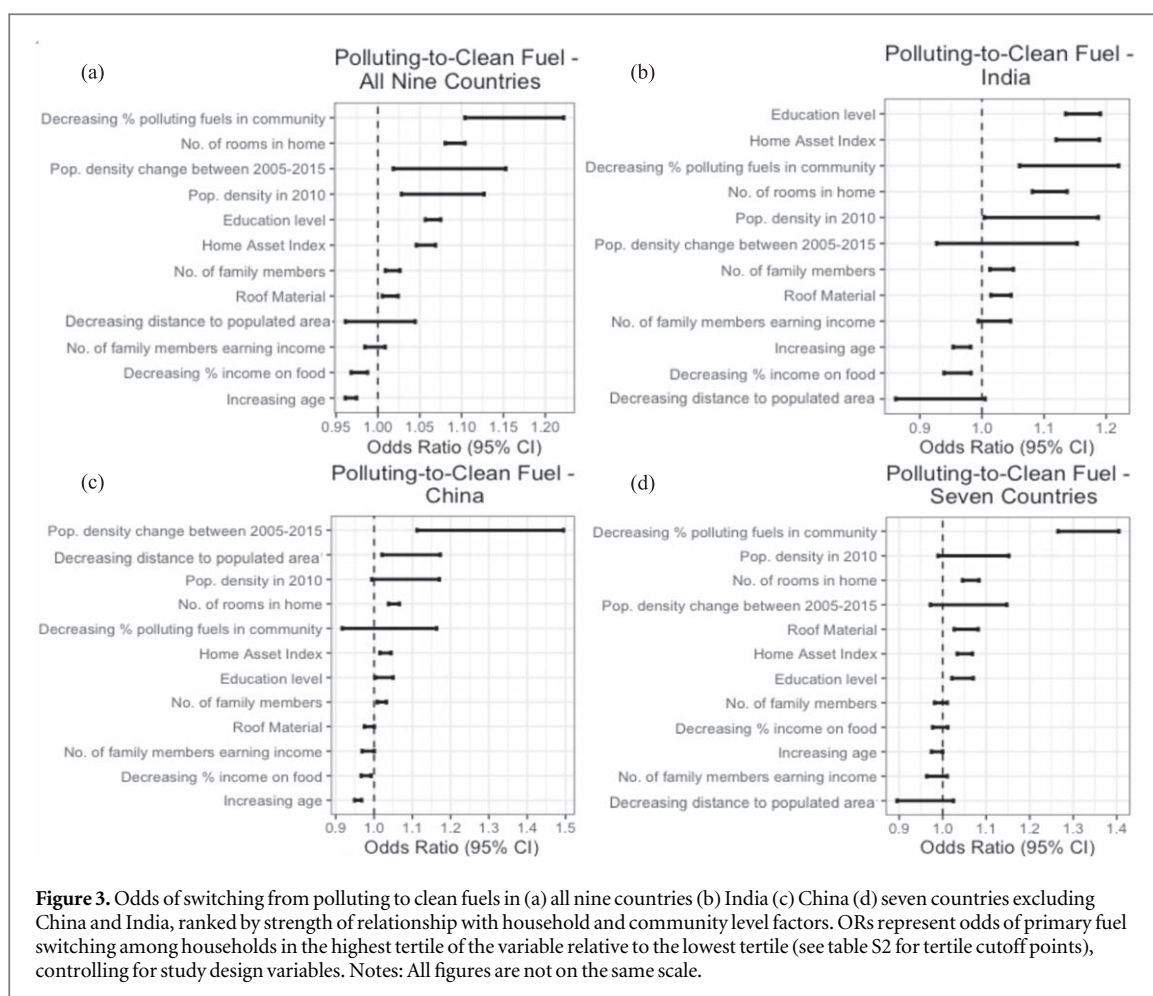 (a)
Polluting-to-Clean Fuel -
All Nine Countries
Decreasing % polluting fuels in community
No. of rooms in home
Pop. density change between 2005-2015
Pop. density in 2010
Education level
Home Asset Index
No. of family members
Roof Material
Decreasing distance to populated area
No. of family members earning income
Decreasing % income on food
Increasing age
0.95 1.00 1.05 1.10 1.15 1.20
Odds Ratio (95% CI)
(b)
Polluting-to-Clean Fuel -
India
Education level
Home Asset Index
Decreasing % polluting fuels in community
No. of rooms in home
Pop. density in 2010
Pop. density change between 2005-2015
No. of family members
Roof Material
No. of family members earning income
Increasing age
Decreasing % income on food
Decreasing distance to populated area
0.9 1.0 1.1 1.2
Odds Ratio (95% CI)
(c)
Polluting-to-Clean Fuel -
China
Pop. density change between 2005-2015
Decreasing distance to populated area
Pop. density in 2010
No. of rooms in home
Decreasing % polluting fuels in community
Home Asset Index
Education level
No. of family members
Roof Material
No. of family members earning income
Decreasing % income on food
Increasing age
0.9 1.0 1.1 1.2 1.3 1.4 1.5
Odds Ratio (95% CI)
(d)
Polluting-to-Clean Fuel -
Seven Countries
Decreasing % polluting fuels in community
Pop. density in 2010
No. of rooms in home
Pop. density change between 2005-2015
Roof Material
Home Asset Index
Education level
No. of family members
Decreasing % income on food
Increasing age
No. of family members earning income
Decreasing distance to populated area
0.9 1.0 1.1 1.2 1.3 1.4
Odds Ratio (95% CI)
Figure 3. Odds of switching from polluting to clean fuels in (a) all nine countries (b) India (c) China (d) seven countries excluding
China and India, ranked by strength of relationship with household and community level factors. ORs represent odds of primary fuel
switching among households in the highest tertile of the variable relative to the lowest tertile (see table S2 for tertile cutoff points),
controlling for study design variables. Notes: All figures are not on the same scale.